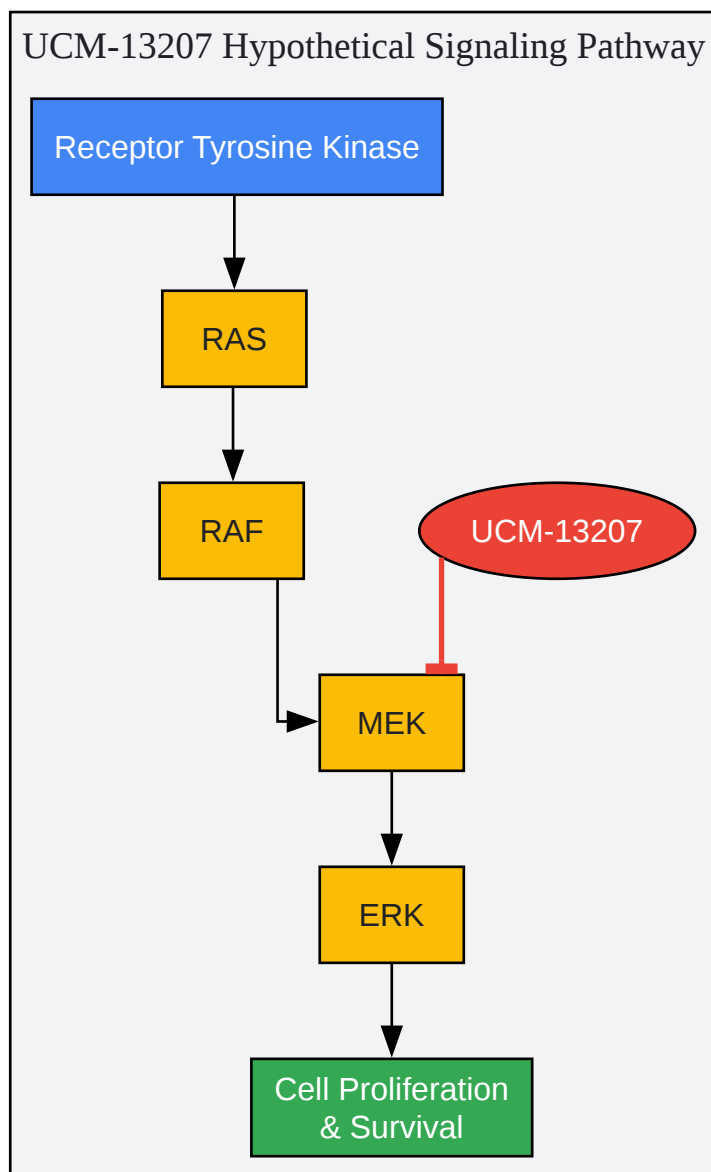 UCM-13207 Hypothetical Signaling Pathway
Receptor Tyrosine Kinase
RAS
RAF
UCM-13207
MEK
ERK
Cell Proliferation
& Survival